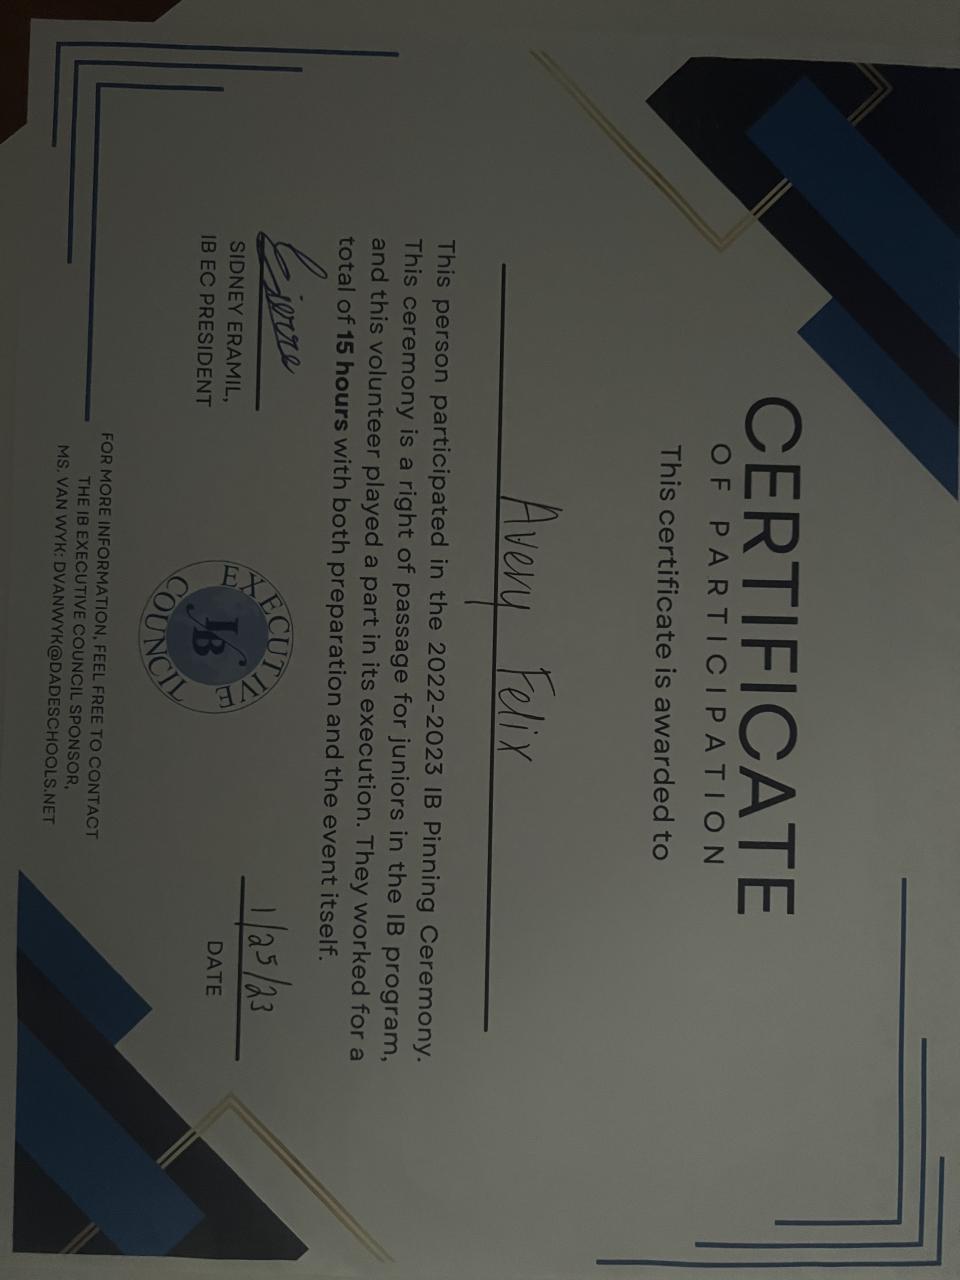 CERTIFICATE
OF PARTICIPATION
This certificate is awarded to
Avery Felix
This person participated in the 2022-2023 IB Pinning Ceremony.
This ceremony is a right of passage for juniors in the IB program,
and this volunteer played a part in its execution. They worked for a
total of 15 hours with both preparation and the event itself.
SIDNEY ERAMIL,
IB EC PRESIDENT
EXECUTIVE
IB
COUNCIL
1/25/23
DATE
FOR MORE INFORMATION, FEEL FREE TO CONTACT
THE IB EXECUTIVE COUNCIL SPONSOR,
MS. VAN WYK: DVANWYK@DADESCHOOLS.NET